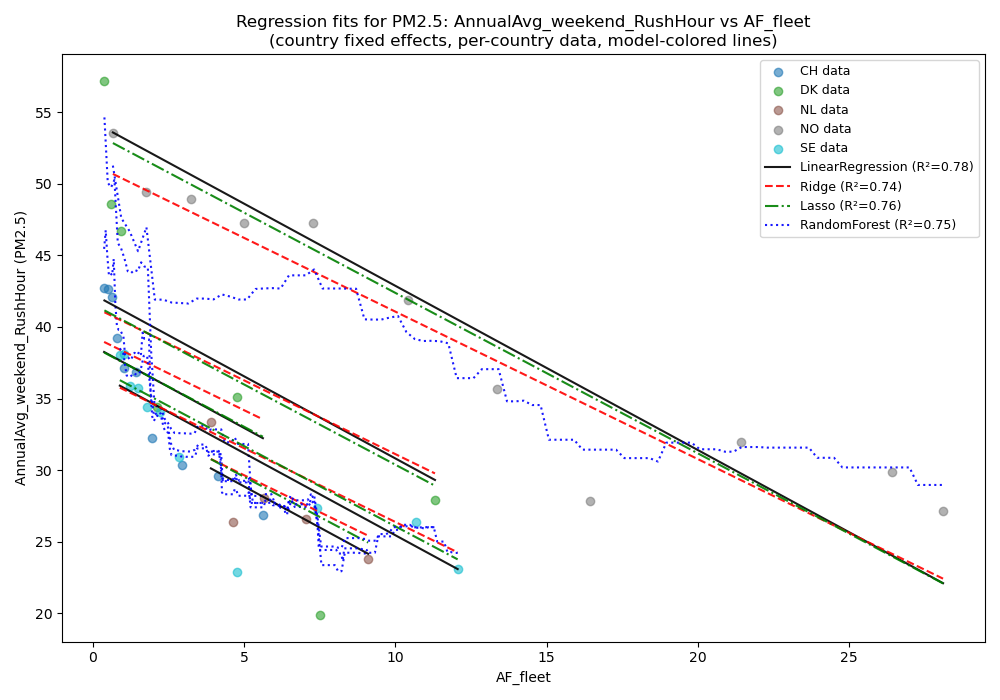 Regression fits for PM2.5: AnnualAvg_weekend_RushHour vs AF_fleet
(country fixed effects, per-country data, model-colored lines)
CH data
DK data
NL data
NO data
SE data
LinearRegression (R²=0.78)
Ridge (R²=0.74)
Lasso (R²=0.76)
RandomForest (R²=0.75)
AnnualAvg_weekend_RushHour (PM2.5)
55
50
45
40
35
30
25
20
0
5
10
15
20
25
AF_fleet